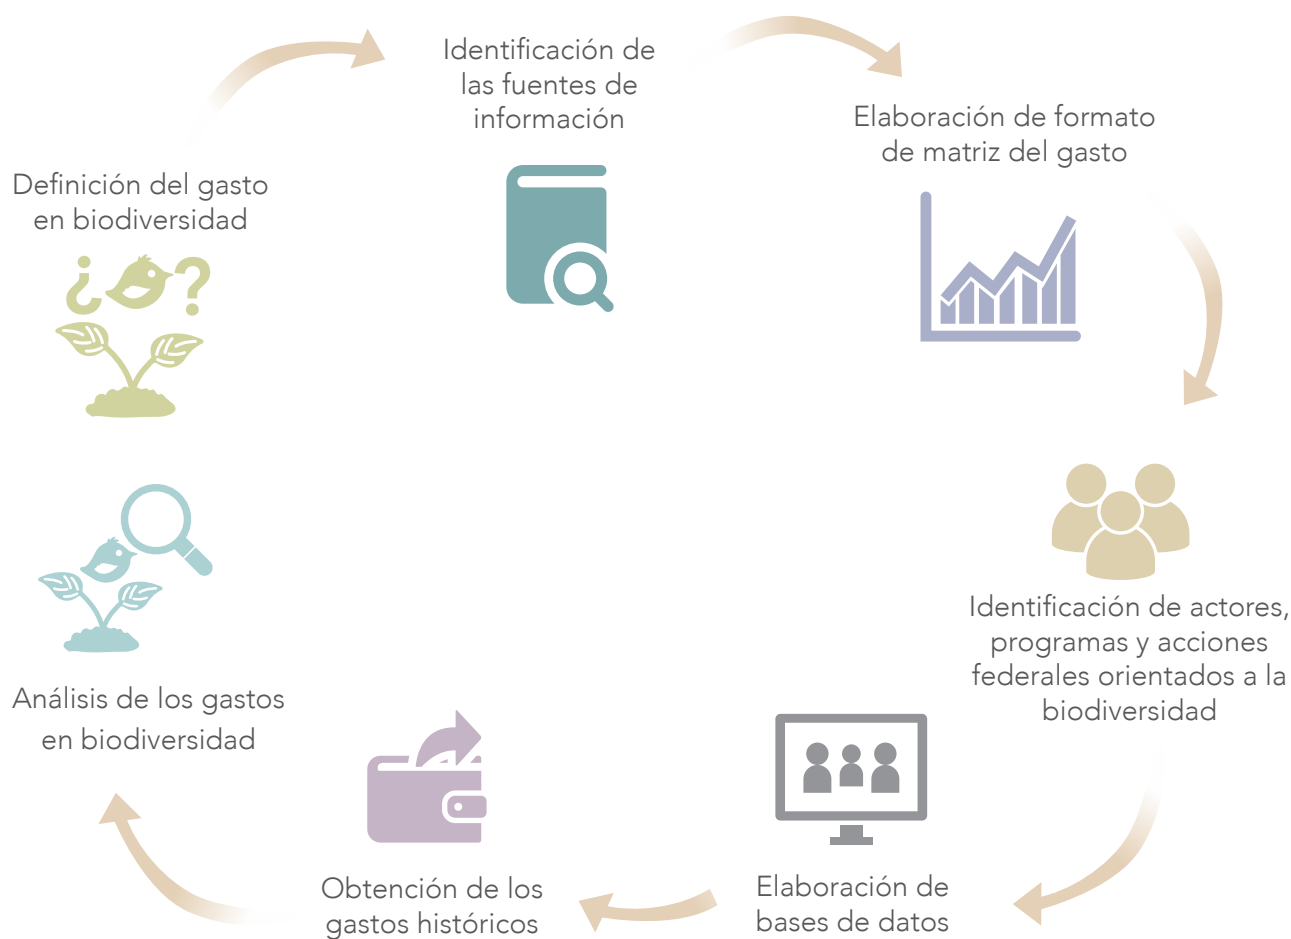 Identificación de
las fuentes de
información
Elaboración de formato
de matriz del gasto
Definición del gasto
en biodiversidad
¿ ?
Identificación de actores,
programas y acciones
federales orientados a la
biodiversidad
Análisis de los gastos
en biodiversidad
Obtención de los
gastos históricos
Elaboración de
bases de datos